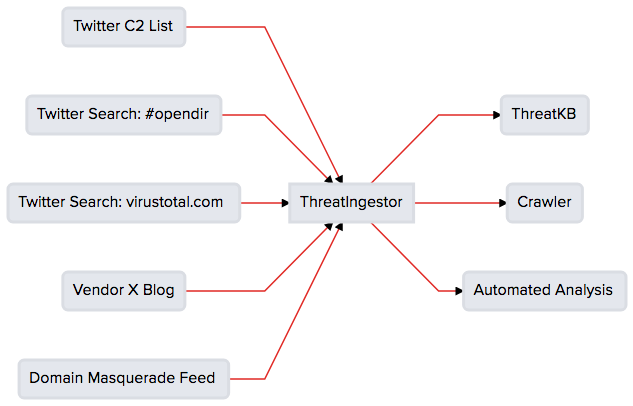 Twitter C2 List
Twitter Search: #opendir
ThreatKB
Twitter Search: virustotal.com
ThreatIngestor
Crawler
Vendor X Blog
Automated Analysis
Domain Masquerade Feed